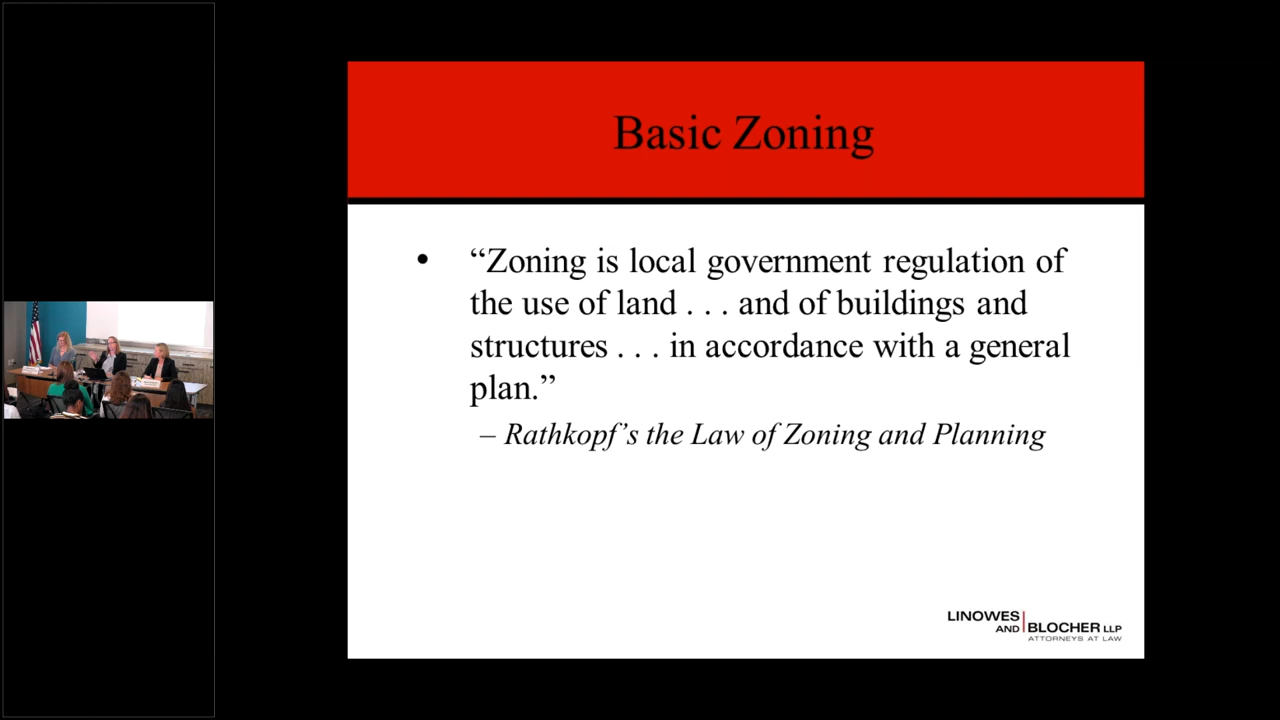 Basic Zoning
• “Zoning is local government regulation of
the use of land . . . and of buildings and
structures . . . in accordance with a general
plan.”
– Rathkopf’s the Law of Zoning and Planning
LINOWES
AND BLOCHER LLP
ATTORNEYS AT LAW